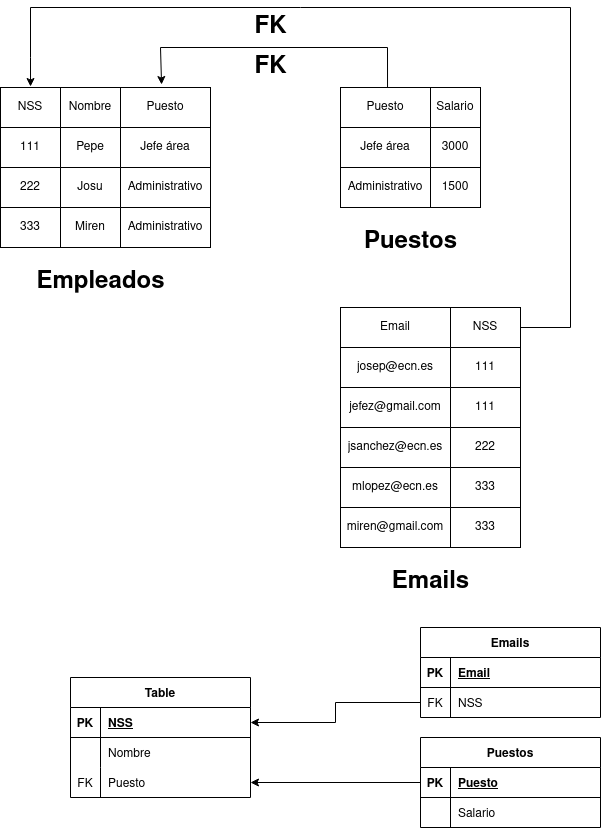 FK
FK
NSS Nombre Puesto
111 Pepe Jefe área
222 Josu Administrativo
333 Miren Administrativo
Empleados
Puesto Salario
Jefe área 3000
Administrativo 1500
Puestos
Email NSS
josep@ecn.es 111
jefez@gmail.com 111
jsanchez@ecn.es 222
mlopez@ecn.es 333
miren@gmail.com 333
Emails
Table
PK NSS
Nombre
FK Puesto
Emails
PK Email
FK NSS
Puestos
PK Puesto
Salario